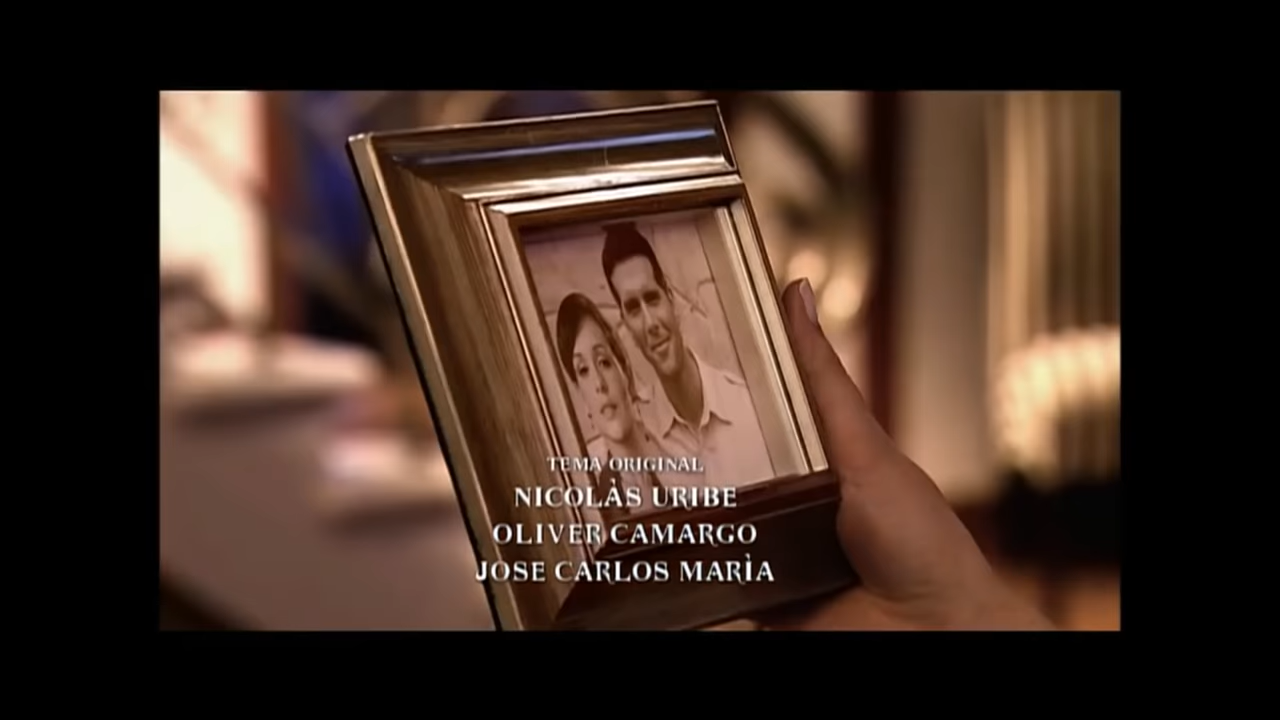 TEMA ORIGINAL
NICOLÀS URIBE
OLIVER CAMARGO
JOSE CARLOS MARÌA